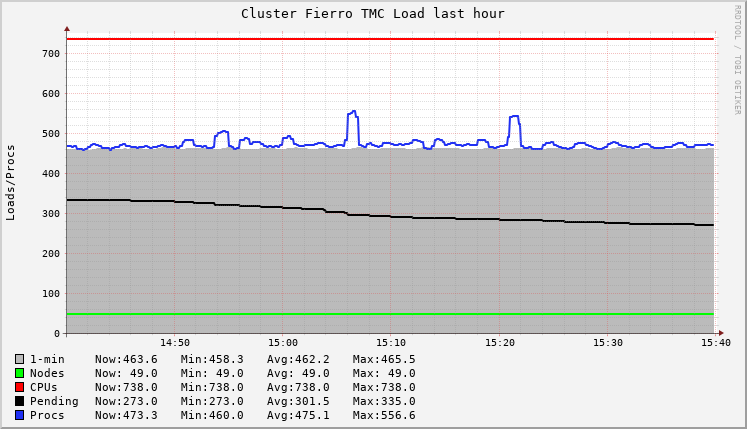 Cluster Fierro TMC Load last hour
RRDTOOL / TOBI OETIKER
Loads/Procs
700
600
500
400
300
200
100
0
14:50 15:00 15:10 15:20 15:30 15:40
1-min Now:463.6 Min:458.3 Avg:462.2 Max:465.5
Nodes Now: 49.0 Min: 49.0 Avg: 49.0 Max: 49.0
CPUs Now:738.0 Min:738.0 Avg:738.0 Max:738.0
Pending Now:273.0 Min:273.0 Avg:301.5 Max:335.0
Procs Now:473.3 Min:460.0 Avg:475.1 Max:556.6